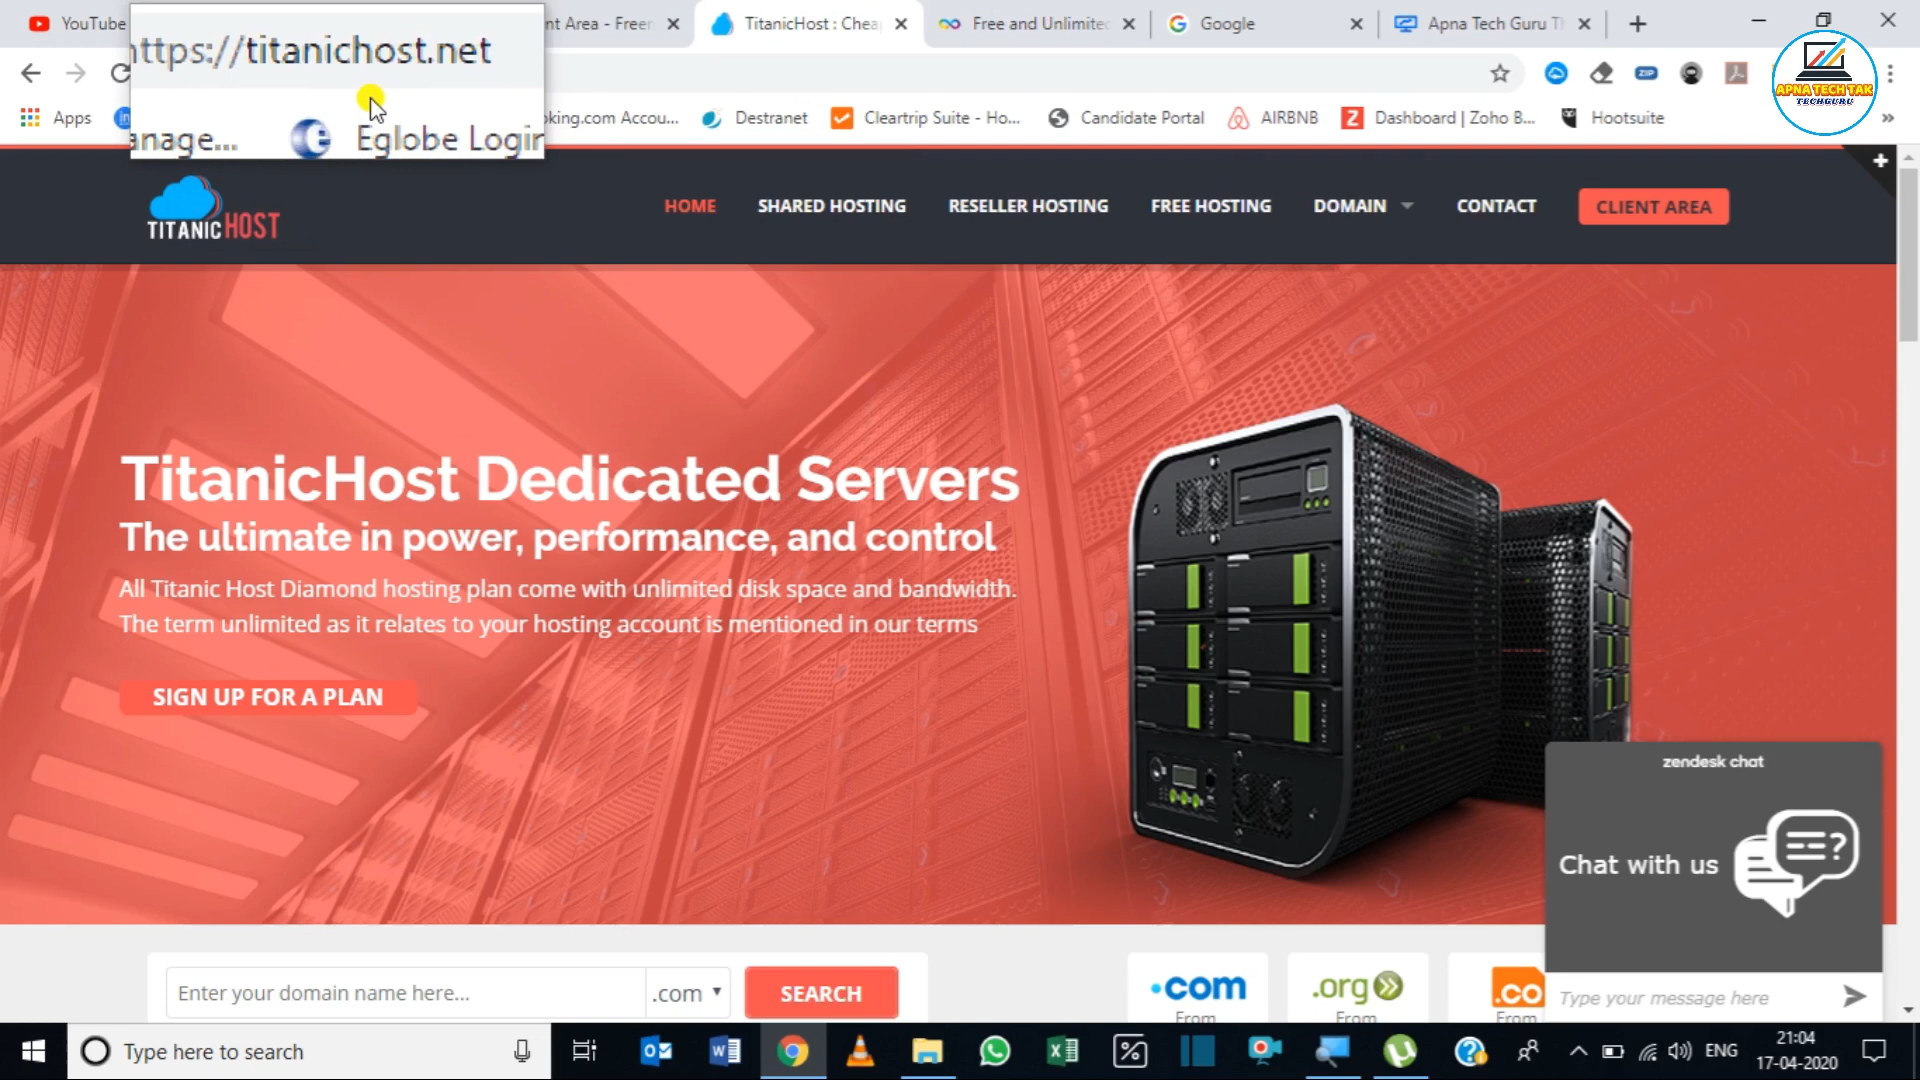 YouTube
nt Area - Freen
TitanicHost : Chea
Free and Unlimited
Google
Apna Tech Guru Th
https://titanichost.net
anage...
Eglobe Login
APNA TECH TAK
TECHGURU
Apps
oking.com Accou...
Destranet
Cleartrip Suite - Ho...
Candidate Portal
AIRBNB
Dashboard | Zoho B...
Hootsuite
ZIP
TITANIC HOST
HOME
SHARED HOSTING
RESELLER HOSTING
FREE HOSTING
DOMAIN
CONTACT
CLIENT AREA
TitanicHost Dedicated Servers
The ultimate in power, performance, and control
All Titanic Host Diamond hosting plan come with unlimited disk space and bandwidth.
The term unlimited as it relates to your hosting account is mentioned in our terms
SIGN UP FOR A PLAN
zendesk chat
Chat with us
Type your message here
Enter your domain name here...
.com
SEARCH
.com
From
.org
From
.co
From
Type here to search
ENG
21:04
17-04-2020